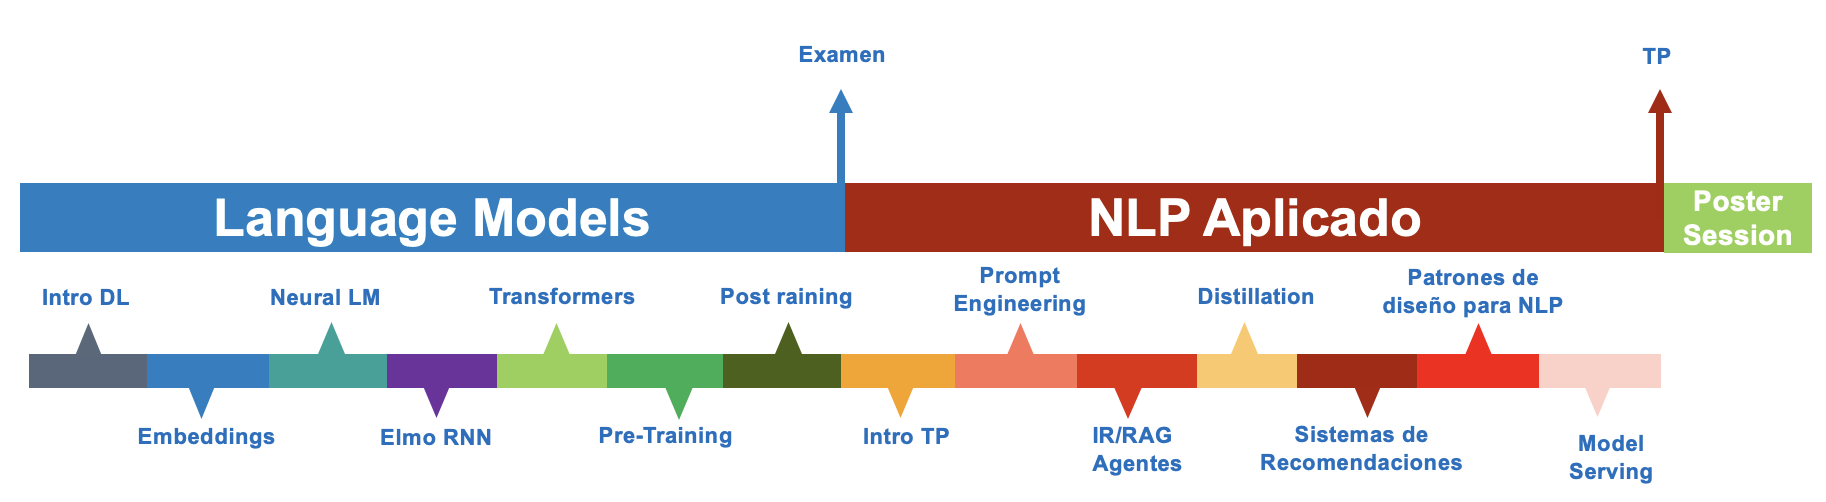 Examen
TP
Language Models
NLP Aplicado
Poster
Session
Intro DL
Neural LM
Transformers
Post raining
Prompt
Engineering
Distillation
Patrones de
diseño para NLP
Embeddings
Elmo RNN
Pre-Training
Intro TP
IR/RAG
Agentes
Sistemas de
Recomendaciones
Model
Serving